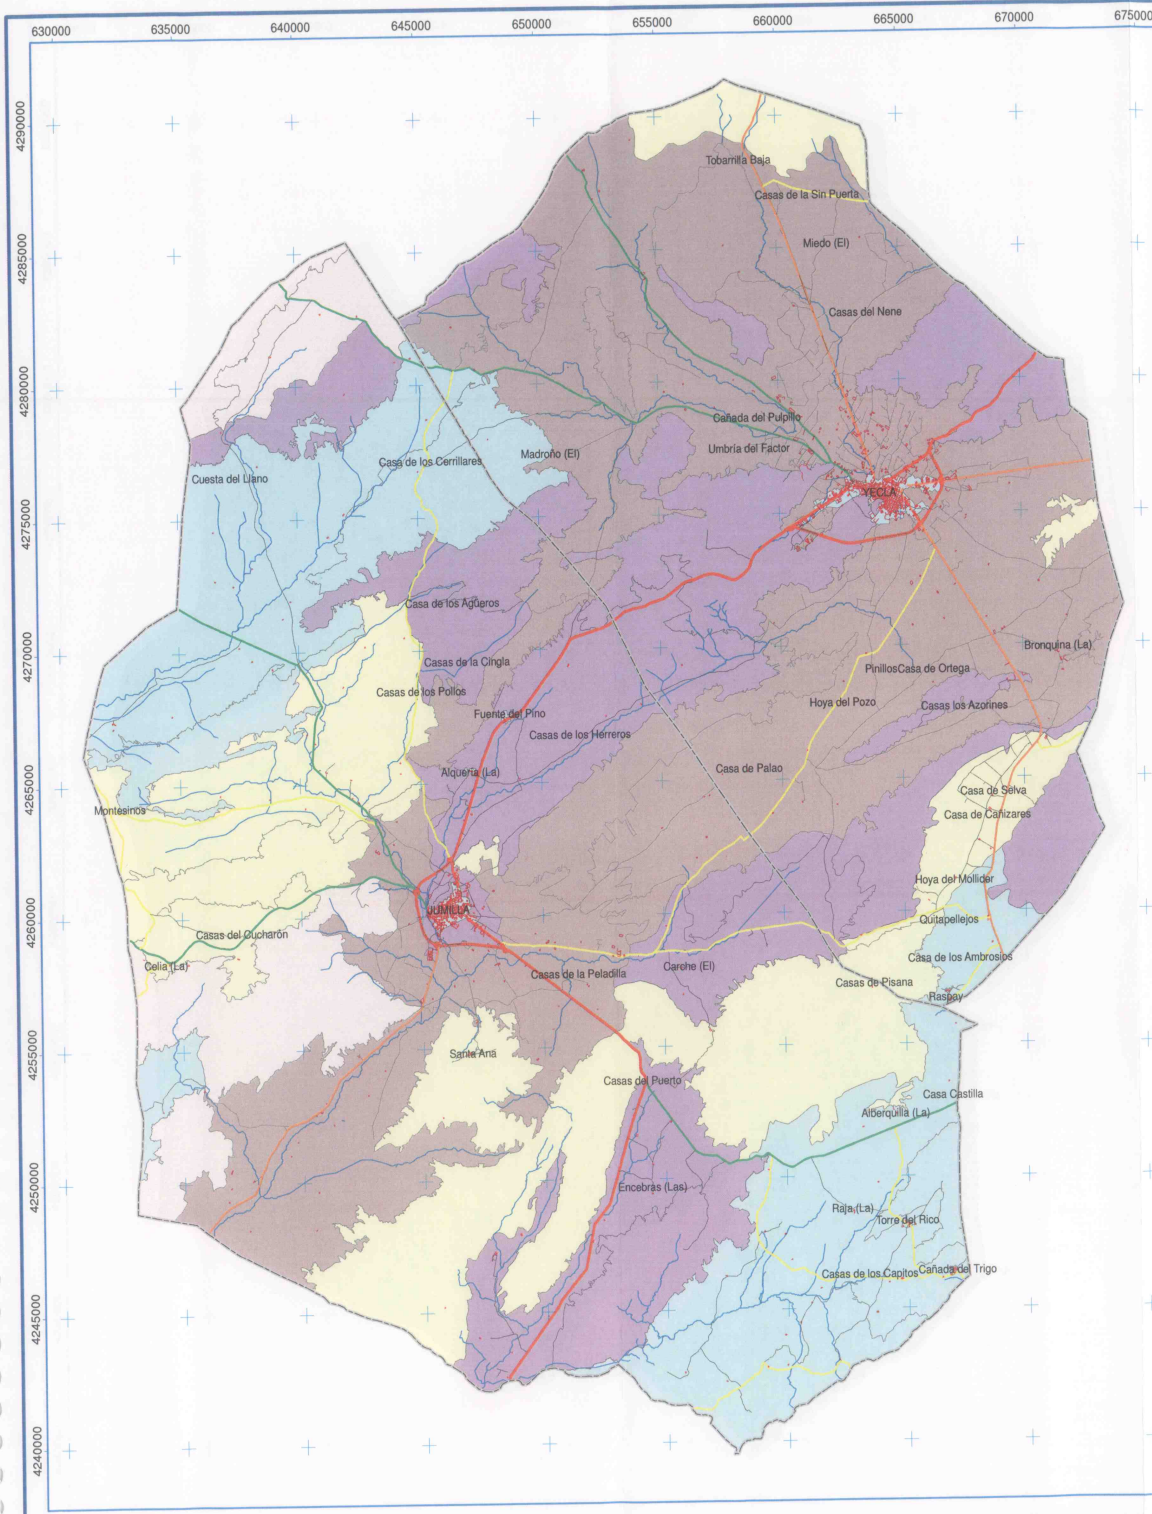 630000 635000 640000 645000 650000 655000 660000 665000 670000 675000
4290000
4285000
4280000
4275000
4270000
4265000
4260000
4255000
4250000
4245000
4240000
Tobarrilla Baja
Casas de la Sin Puerta
Miedo (El)
Casas del Nene
Cañada del Pulpillo
Umbría del Factor
Madroño (El)
Casa de los Cerrillares
Cuesta del Llano
YECLA
Casa de los Agüeros
Bronquina (La)
Casas de la Cingla
Pinillos Casa de Ortega
Casas de los Pollos
Hoya del Pozo
Casas los Azorines
Fuente del Pino
Casas de los Herreros
Casa de Palao
Alquería (La)
Casa de Selva
Montesinos
Casa de Cañizares
Hoya del Mollidar
JUMILLA
Quitapellejos
Casas del Cucharón
Casa de los Ambrosios
Celia (La)
Carche (El)
Casas de la Peladilla
Casas de Pisana
Raspay
Santa Ana
Casas del Puerto
Casa Castilla
Alberquilla (La)
Encebras (Las)
Raja (La)
Torre del Rico
Casas de los Capitos
Cañada del Trigo